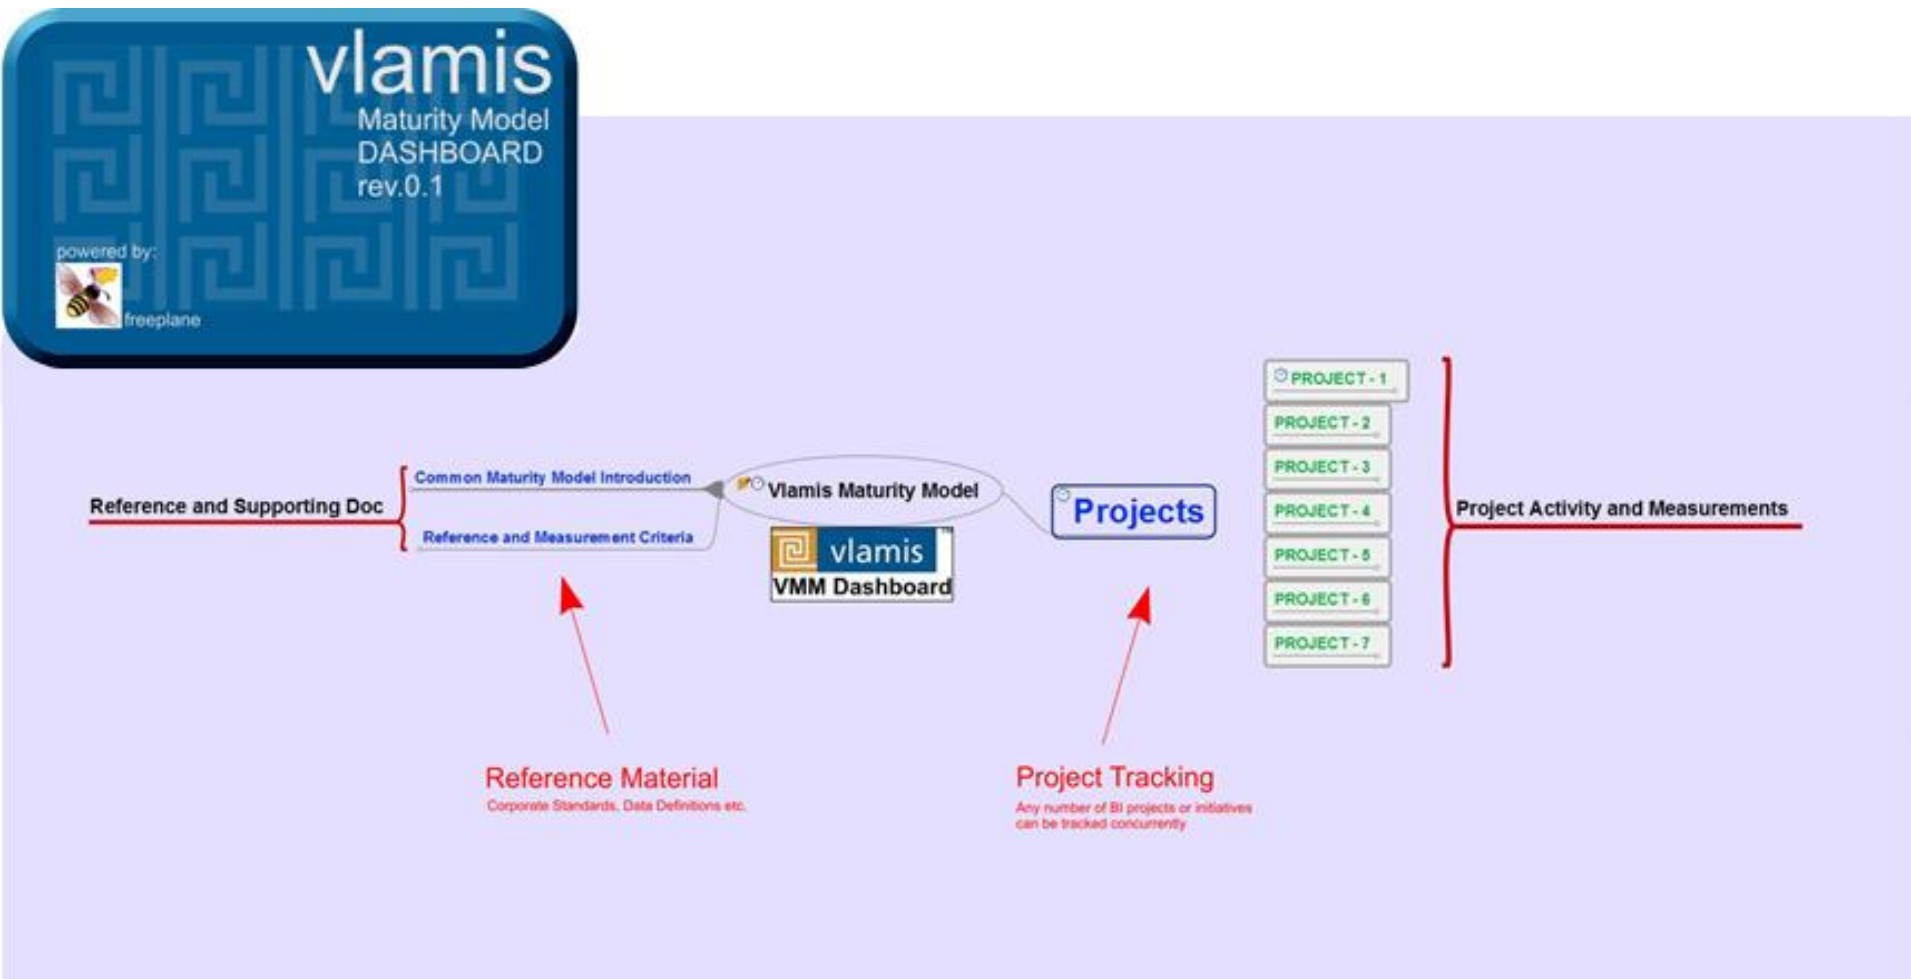 vlamis
Maturity Model
DASHBOARD
rev.0.1
powered by:
freeplane
Reference and Supporting Doc
Common Maturity Model Introduction
Reference and Measurement Criteria
Vlamis Maturity Model
vlamis
VMM Dashboard
Projects
PROJECT - 1
PROJECT - 2
PROJECT - 3
PROJECT - 4
PROJECT - 5
PROJECT - 6
PROJECT - 7
Project Activity and Measurements
Reference Material
Corporate Standards, Data Definitions etc.
Project Tracking
Any number of BI projects or initiatives
can be tracked concurrently